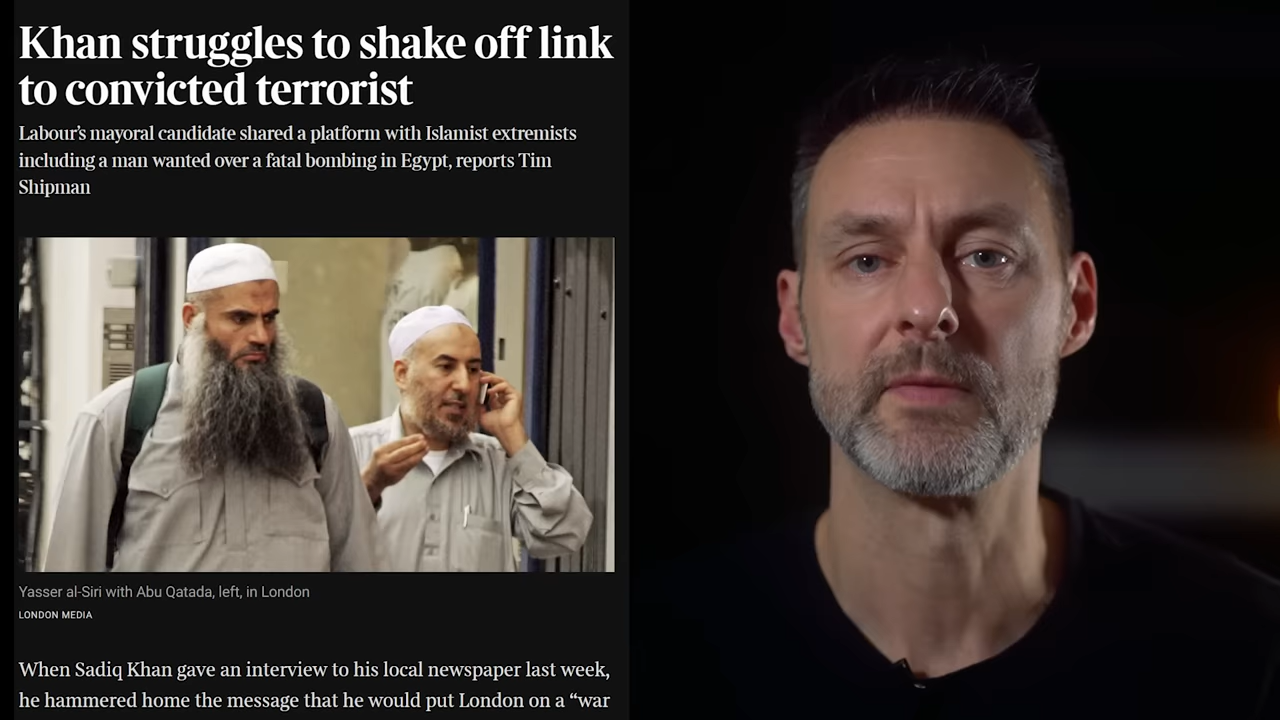 Khan struggles to shake off link
to convicted terrorist
Labour's mayoral candidate shared a platform with Islamist extremists
including a man wanted over a fatal bombing in Egypt, reports Tim
Shipman
Yasser al-Siri with Abu Qatada, left, in London
LONDON MEDIA
When Sadiq Khan gave an interview to his local newspaper last week,
he hammered home the message that he would put London on a “war